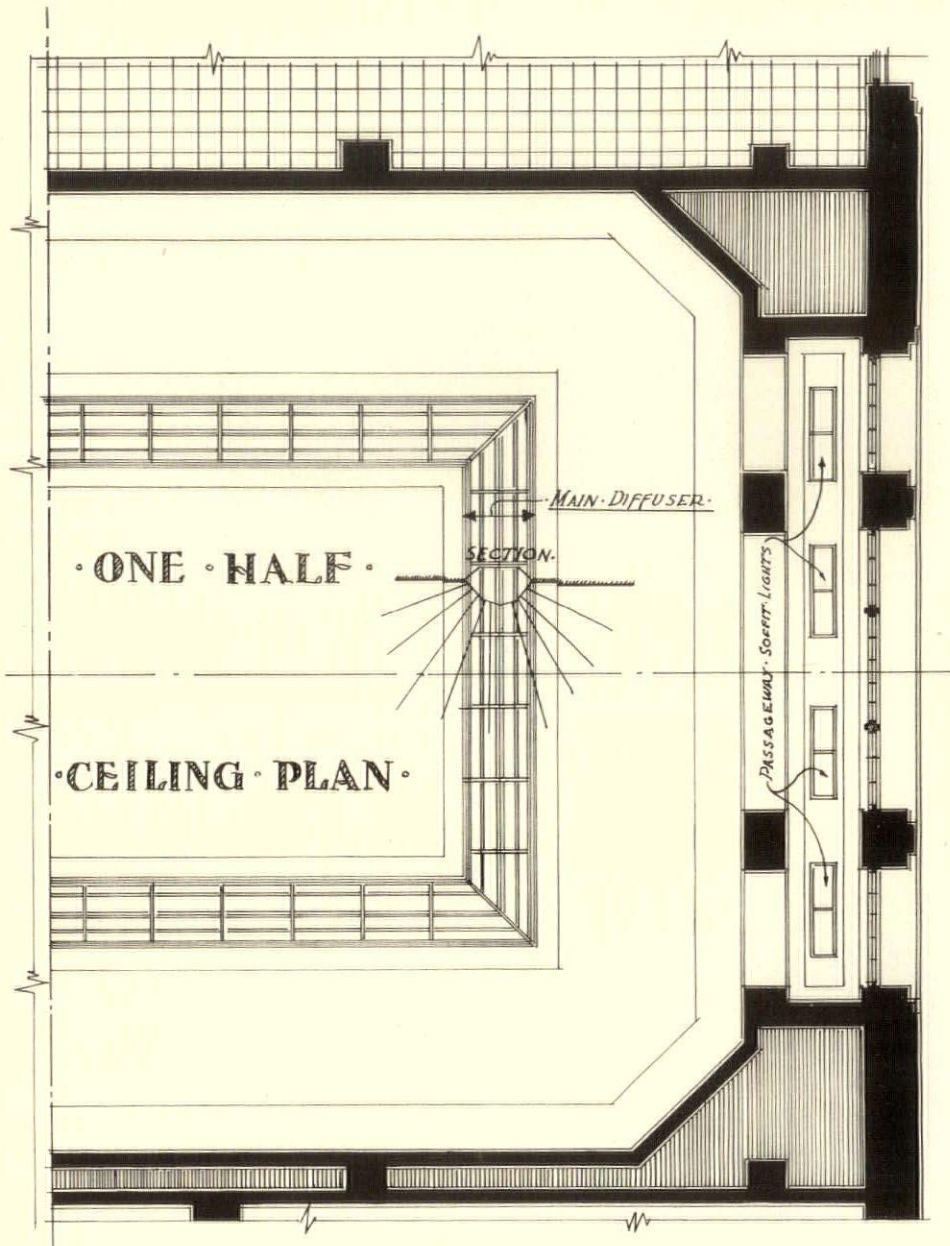 ·MAIN·DIFFUSER·
SECTION·
·ONE·HALF·
·CEILING·PLAN·
PASSAGEWAY·SOFFIT·LIGHTS